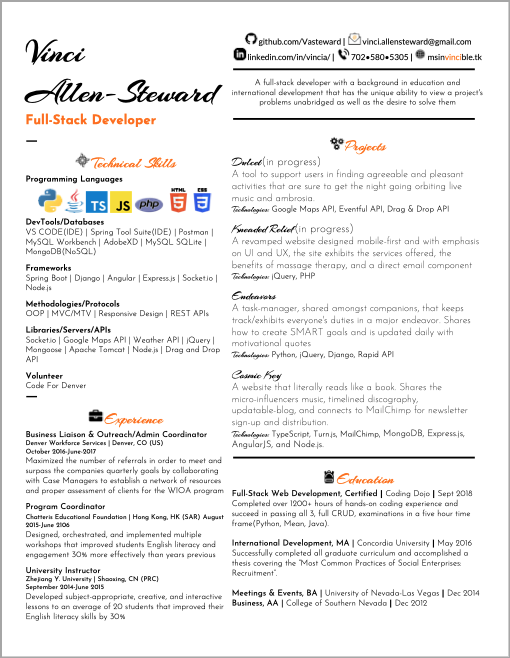 Vinci
Allen-Steward
Full-Stack Developer
Technical Skills
Programming Languages
TS JS php HTML CSS
DevTools/Databases
VS CODE(IDE) | Spring Tool Suite(IDE) | Postman |
MySQL Workbench | AdobeXD | MySQL SQLite |
MongoDB(NoSQL)
Frameworks
Spring Boot | Django | Angular | Express.js | Socket.io |
Node.js
Methodologies/Protocols
OOP | MVC/MTV | Responsive Design | REST APIs
Libraries/Servers/APIs
Socket.io | Google Maps API | Weather API | jQuery |
Mongoose | Apache Tomcat | Node.js | Drag and Drop
API
Volunteer
Code For Denver
Experience
Business Liaison & Outreach/Admin Coordinator
Denver Workforce Services | Denver, CO (US)
October 2016-June-2017
Maximized the number of referrals in order to meet and
surpass the companies quarterly goals by collaborating
with Case Managers to establish a network of resources
and proper assessment of clients for the WIOA program
Program Coordinator
Chatteris Educational Foundation | Hong Kong, HK (SAR) August
2015-June 2106
Designed, orchestrated, and implemented multiple
workshops that improved students English literacy and
engagement 30% more effectively than years previous
University Instructor
Zhejiang Y. University | Shaoxing, CN (PRC)
September 2014-June 2015
Developed subject-appropriate, creative, and interactive
lessons to an average of 20 students that improved their
English literacy skills by 30%
github.com/Vasteward | vinci.allensteward@gmail.com
linkedin.com/in/vincia/ | 702•580•5305 | msinvincible.tk
A full-stack developer with a background in education and
international development that has the unique ability to view a project's
problems unabridged as well as the desire to solve them
Projects
Dulcet(in progress)
A tool to support users in finding agreeable and pleasant
activities that are sure to get the night going orbiting live
music and ambrosia.
Technologies: Google Maps API, Eventful API, Drag & Drop API
Kneaded Relief(in progress)
A revamped website designed mobile-first and with emphasis
on UI and UX, the site exhibits the services offered, the
benefits of massage therapy, and a direct email component
Technologies: jQuery, PHP
Endeavors
A task-manager, shared amongst companions, that keeps
track/exhibits everyone's duties in a major endeavor. Shares
how to create SMART goals and is updated daily with
motivational quotes
Technologies: Python, jQuery, Django, Rapid API
Cosmic Key
A website that literally reads like a book. Shares the
micro-influencers music, timelined discography,
updatable-blog, and connects to MailChimp for newsletter
sign-up and distribution.
Technologies: TypeScript, Turn.js, MailChimp, MongoDB, Express.js,
AngularJS, and Node.js.
Education
Full-Stack Web Development, Certified | Coding Dojo | Sept 2018
Completed over 1200+ hours of hands-on coding experience and
succeed in passing all 3, full CRUD, examinations in a five hour time
frame(Python, Mean, Java).
International Development, MA | Concordia University | May 2016
Successfully completed all graduate curriculum and accomplished a
thesis covering the "Most Common Practices of Social Enterprises:
Recruitment".
Meetings & Events, BA | University of Nevada-Las Vegas | Dec 2014
Business, AA | College of Southern Nevada | Dec 2012